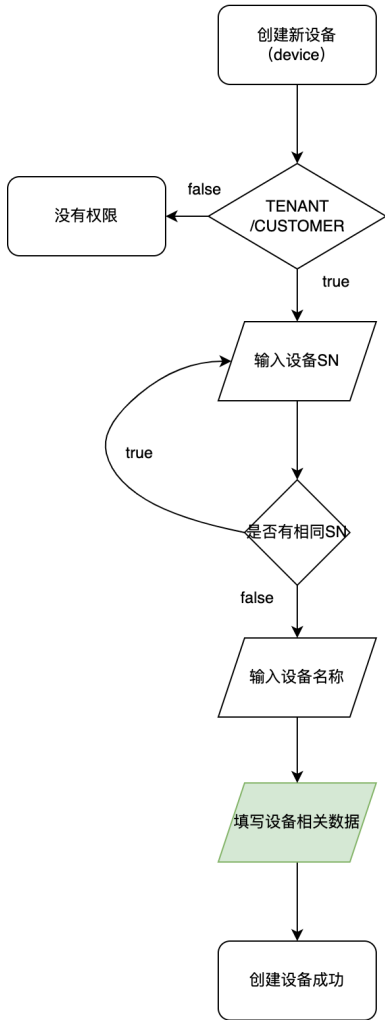 创建新设备
（device）
false
TENANT
/CUSTOMER
没有权限
true
输入设备SN
true
是否有相同SN
false
输入设备名称
填写设备相关数据
创建设备成功